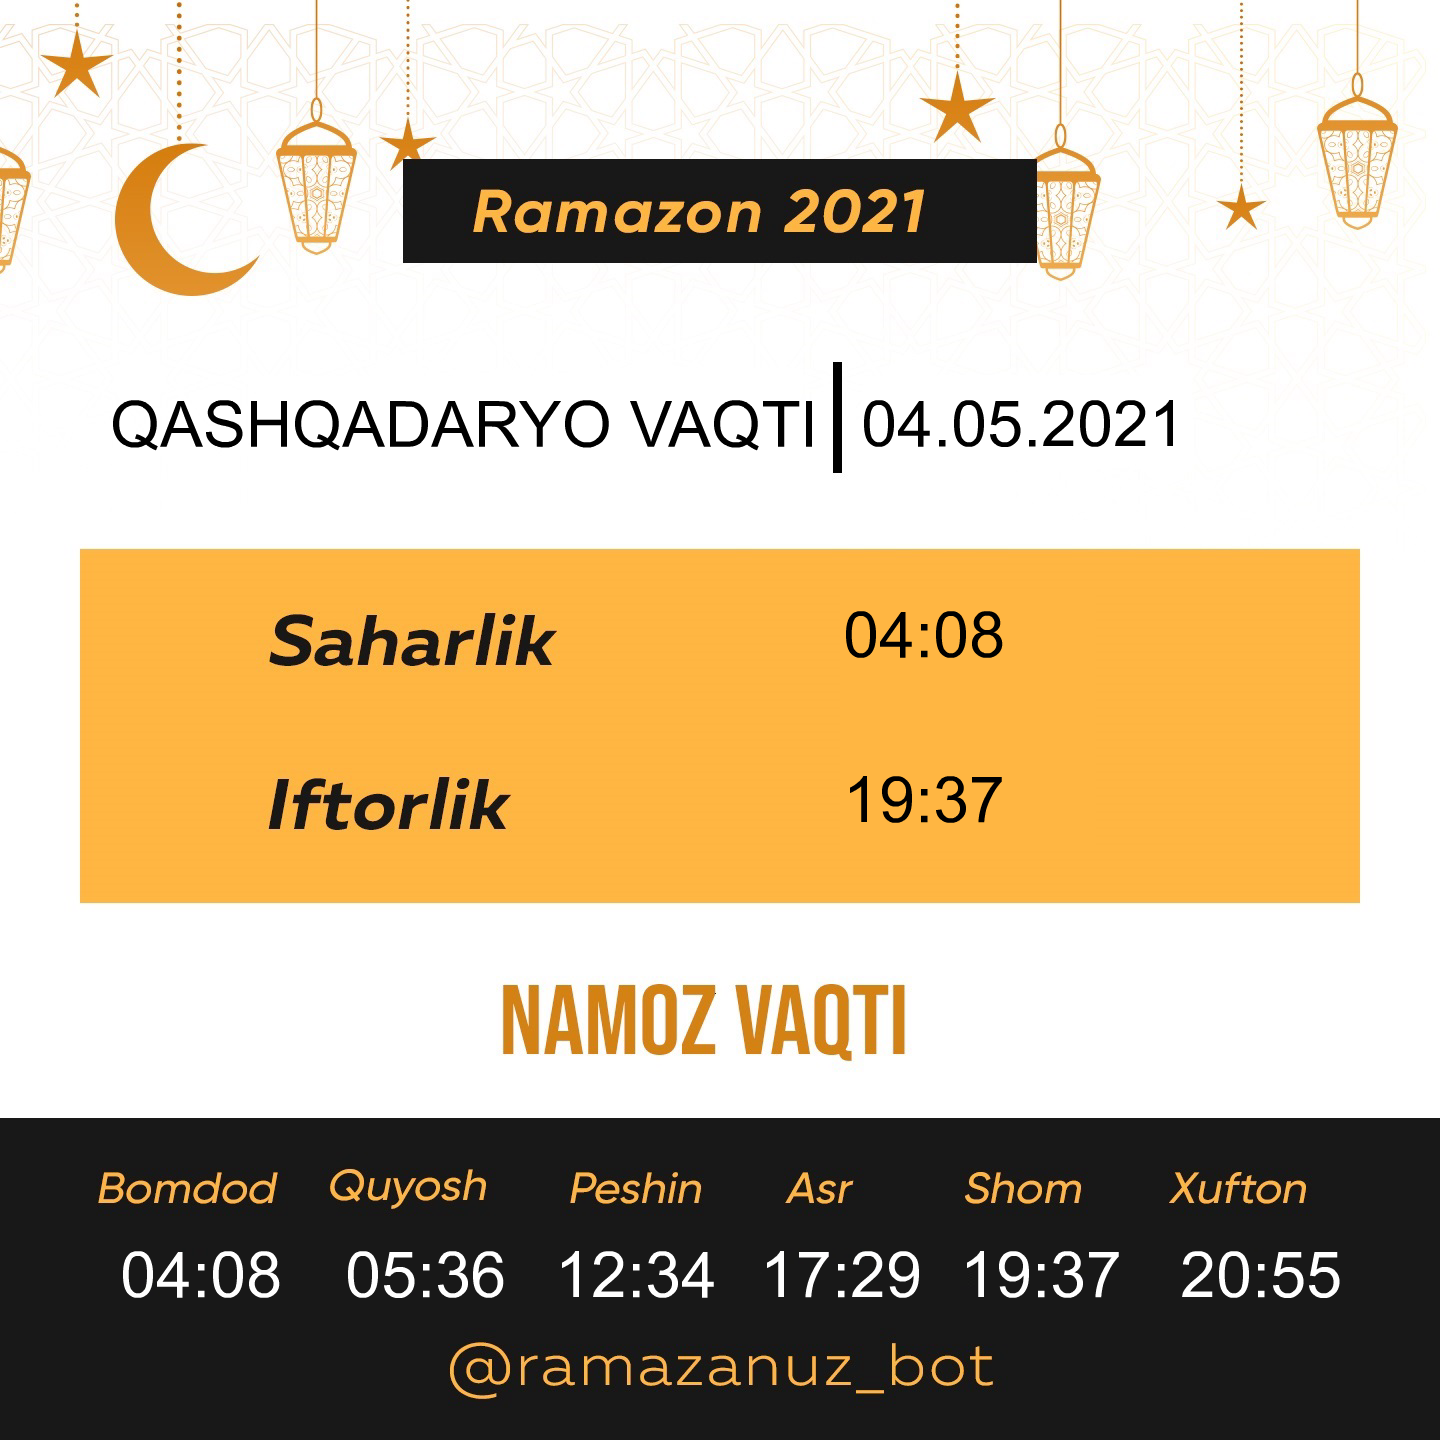 Ramazon 2021
QASHQADARYO VAQTI | 04.05.2021
Saharlik 04:08
Iftorlik 19:37
NAMOZ VAQTI
Bomdod Quyosh Peshin Asr Shom Xufton
04:08 05:36 12:34 17:29 19:37 20:55
@ramazanuz_bot